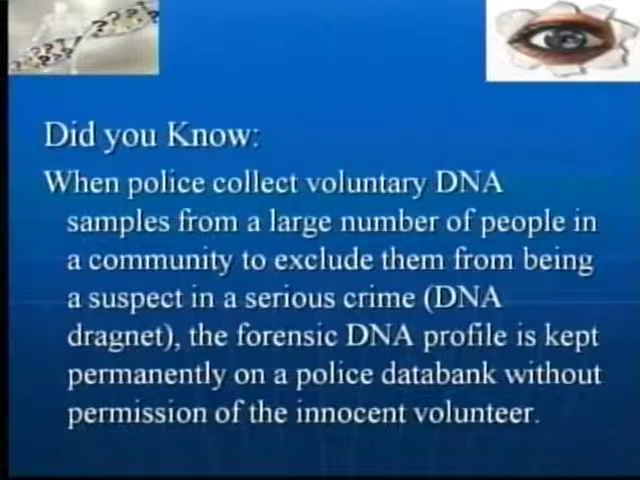 Did you Know:
When police collect voluntary DNA
samples from a large number of people in
a community to exclude them from being
a suspect in a serious crime (DNA
dragnet), the forensic DNA profile is kept
permanently on a police databank without
permission of the innocent volunteer.